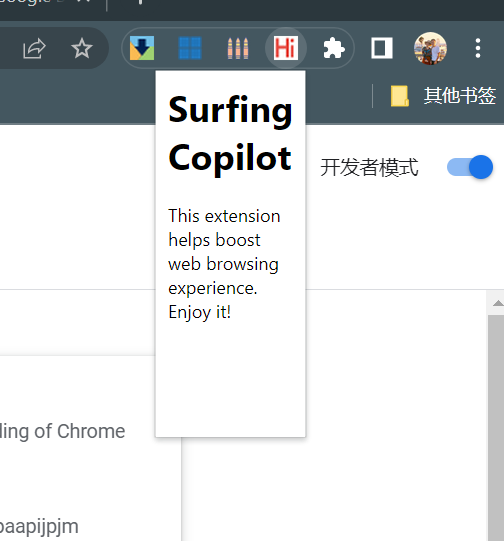 Hi
其他书签
Surfing
Copilot
开发者模式
This extension
helps boost
web browsing
experience.
Enjoy it!
ding of Chrome
paapijpjm